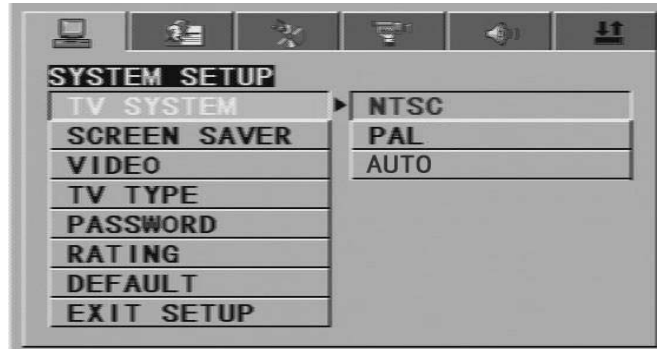 SYSTEM SETUP
TV SYSTEM
NTSC
SCREEN SAVER
PAL
VIDEO
AUTO
TV TYPE
PASSWORD
RATING
DEFAULT
EXIT SETUP